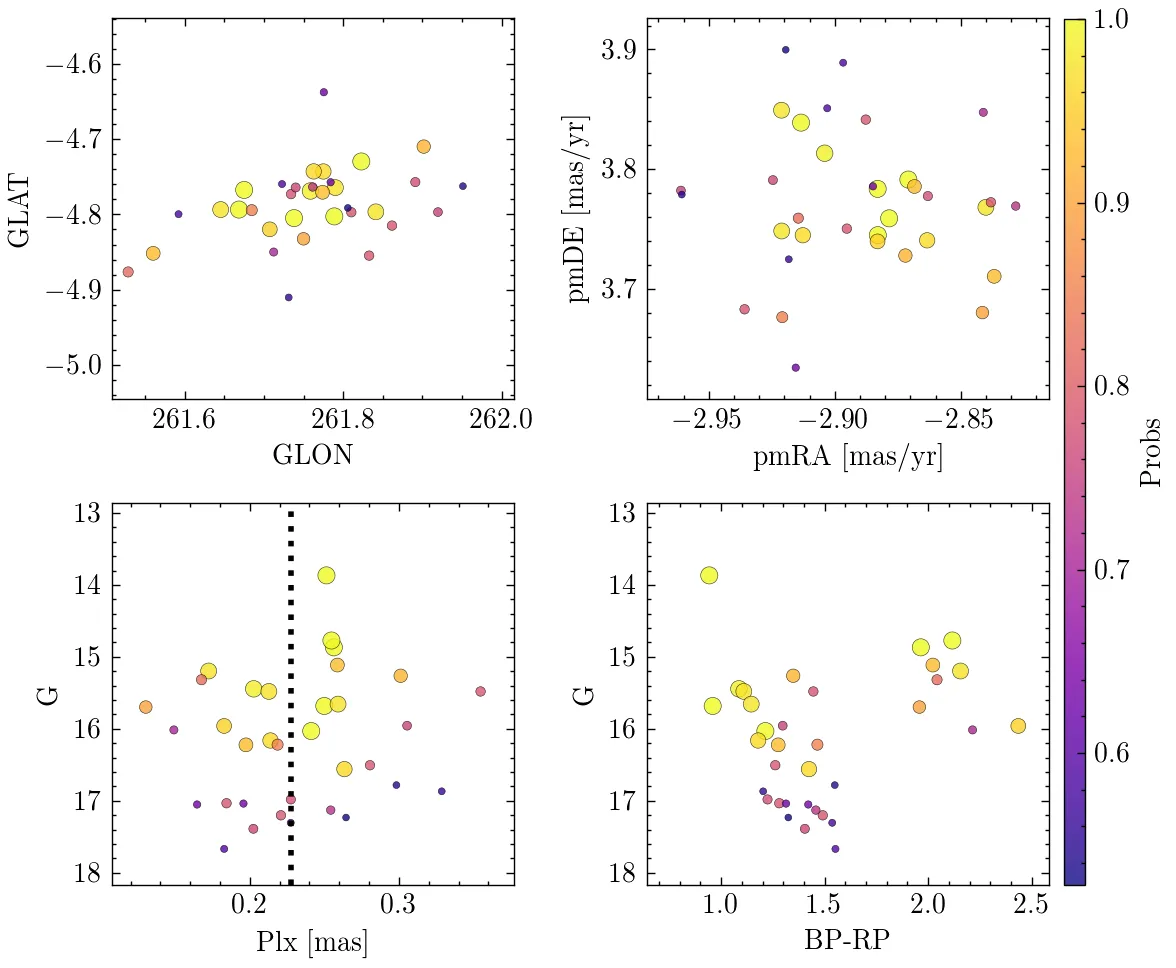 −4.6
−4.7
−4.8
−4.9
−5.0
GLAT
261.6 261.8 262.0
GLON
3.9
3.8
3.7
pmDE [mas/yr]
−2.95 −2.90 −2.85
pmRA [mas/yr]
13
14
15
16
17
18
G
0.2 0.3
Plx [mas]
13
14
15
16
17
18
G
1.0 1.5 2.0 2.5
BP-RP
1.0
0.9
0.8
0.7
0.6
Probs